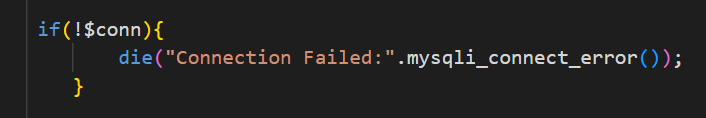 if(!$conn){
die("Connection Failed:".mysqli_connect_error());
}